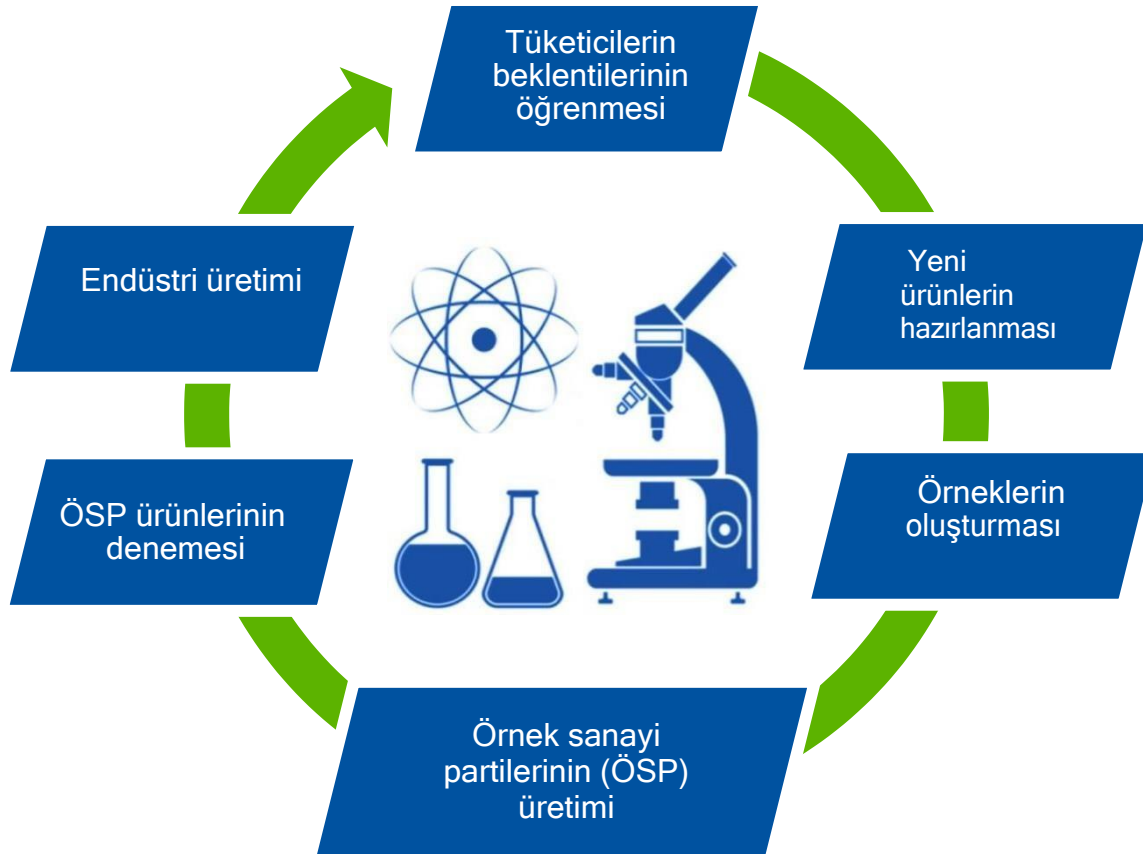 Tüketicilerin
beklentilerinin
öğrenmesi
Yeni
ürünlerin
hazırlanması
Örneklerin
oluşturması
Örnek sanayi
partilerinin (ÖSP)
üretimi
ÖSP ürünlerinin
denemesi
Endüstri üretimi